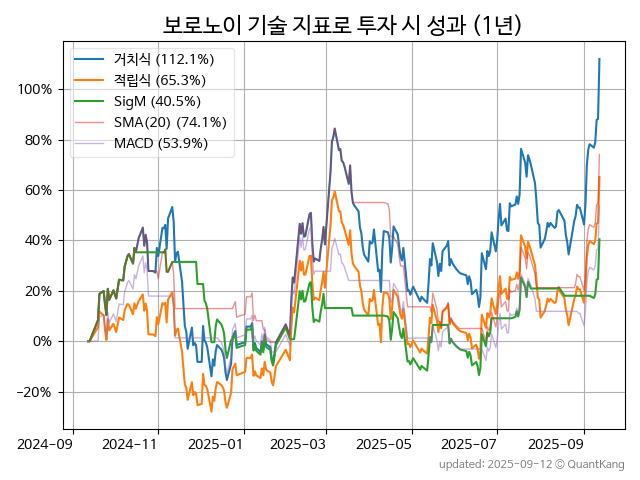 보로노이 기술 지표로 투자 시 성과 (1년)
거치식 (112.1%)
적립식 (65.3%)
SigM (40.5%)
SMA(20) (74.1%)
MACD (53.9%)
100%
80%
60%
40%
20%
0%
−20%
2024-09
2024-11
2025-01
2025-03
2025-05
2025-07
2025-09
updated: 2025-09-12 © QuantKang